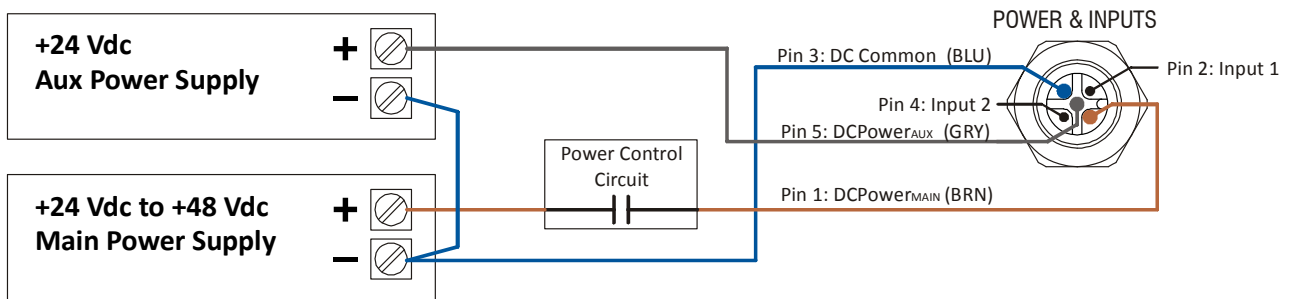 +24 Vdc
Aux Power Supply
+
−
+24 Vdc to +48 Vdc
Main Power Supply
+
−
Power Control
Circuit
POWER & INPUTS
Pin 3: DC Common (BLU)
Pin 2: Input 1
Pin 4: Input 2
Pin 5: DCPowerAUX (GRY)
Pin 1: DCPowerMAIN (BRN)